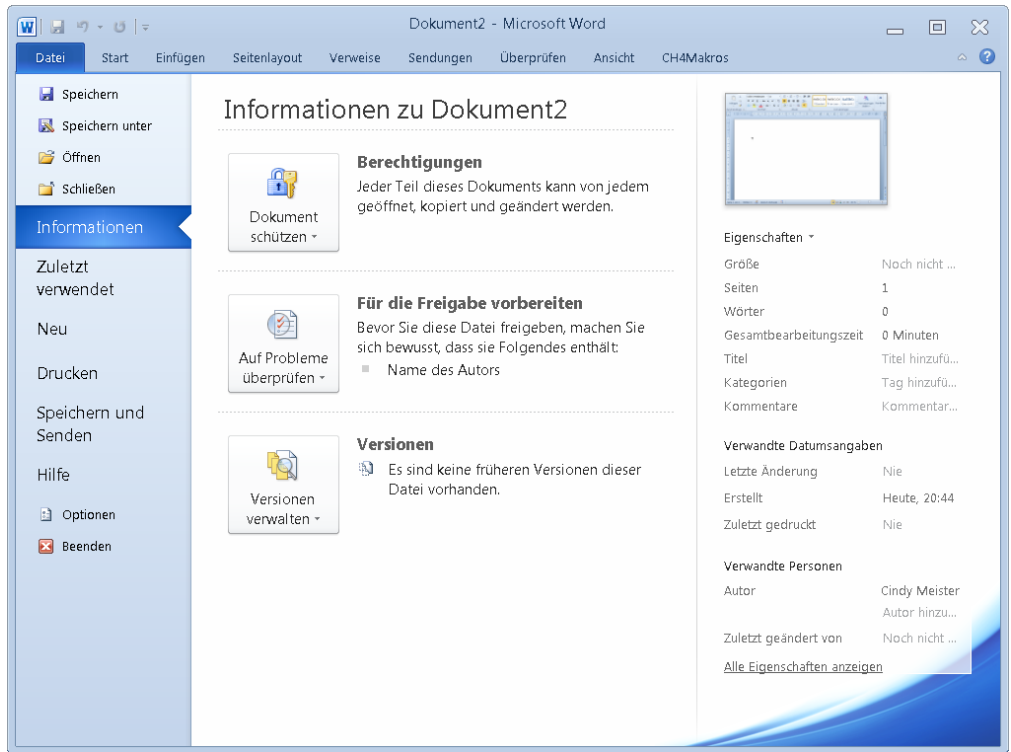 Dokument2 - Microsoft Word
Datei Start Einfügen Seitenlayout Verweise Sendungen Überprüfen Ansicht CH4Makros
Speichern
Speichern unter
Öffnen
Schließen
Informationen
Zuletzt
verwendet
Neu
Drucken
Speichern und
Senden
Hilfe
Optionen
Beenden
Informationen zu Dokument2
Dokument
schützen
Berechtigungen
Jeder Teil dieses Dokuments kann von jedem
geöffnet, kopiert und geändert werden.
Auf Probleme
überprüfen
Für die Freigabe vorbereiten
Bevor Sie diese Datei freigeben, machen Sie
sich bewusst, dass sie Folgendes enthält:
Name des Autors
Versionen
verwalten
Versionen
Es sind keine früheren Versionen dieser
Datei vorhanden.
Eigenschaften
Größe Noch nicht ...
Seiten 1
Wörter 0
Gesamtbearbeitungszeit 0 Minuten
Titel Titel hinzufü...
Kategorien Tag hinzufü...
Kommentare Kommentar...
Verwandte Datumsangaben
Letzte Änderung Nie
Erstellt Heute, 20:44
Zuletzt gedruckt Nie
Verwandte Personen
Autor Cindy Meister
Autor hinzu...
Zuletzt geändert von Noch nicht ...
Alle Eigenschaften anzeigen